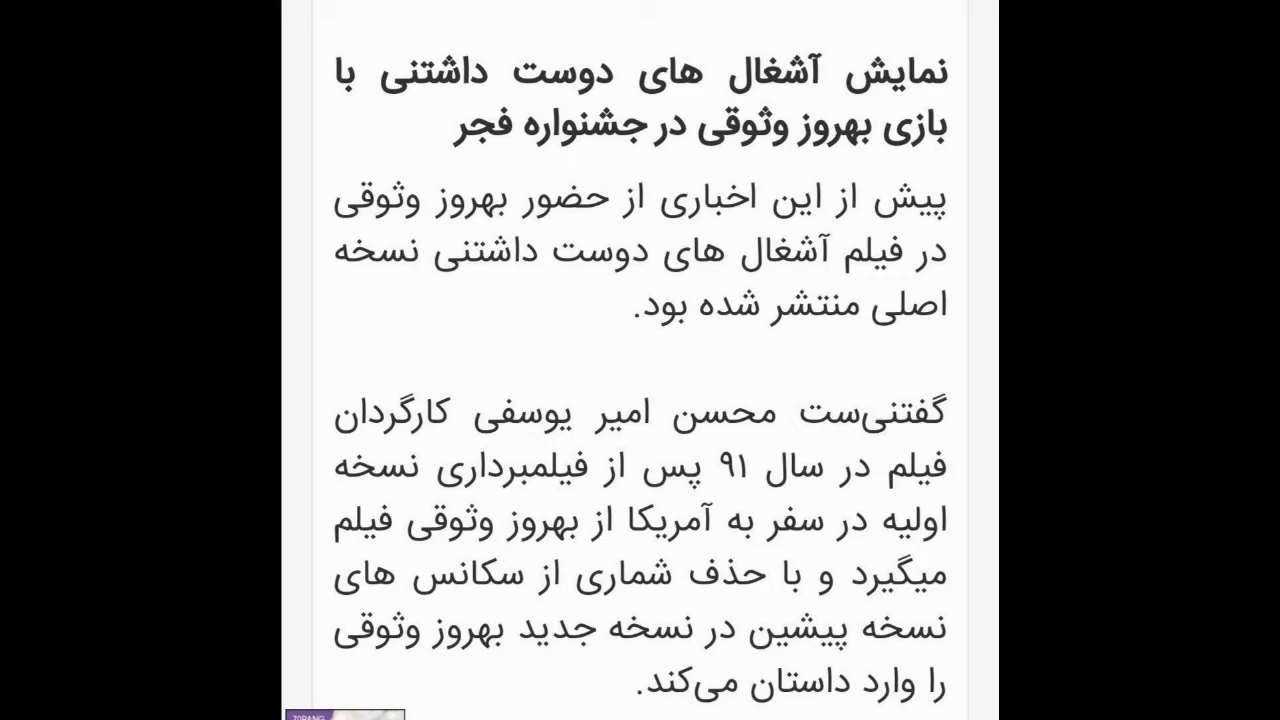 نمایش آشغال های دوست داشتنی با
بازی بهروز وثوقی در جشنواره فجر
پیش از این اخباری از حضور بهروز وثوقی
در فیلم آشغال های دوست داشتنی نسخه
اصلی منتشر شده بود.
گفتنی‌ست محسن امیر یوسفی کارگردان
فیلم در سال ۹۱ پس از فیلمبرداری نسخه
اولیه در سفر به آمریکا از بهروز وثوقی فیلم
میگیرد و با حذف شماری از سکانس های
نسخه پیشین در نسخه جدید بهروز وثوقی
را وارد داستان می‌کند.